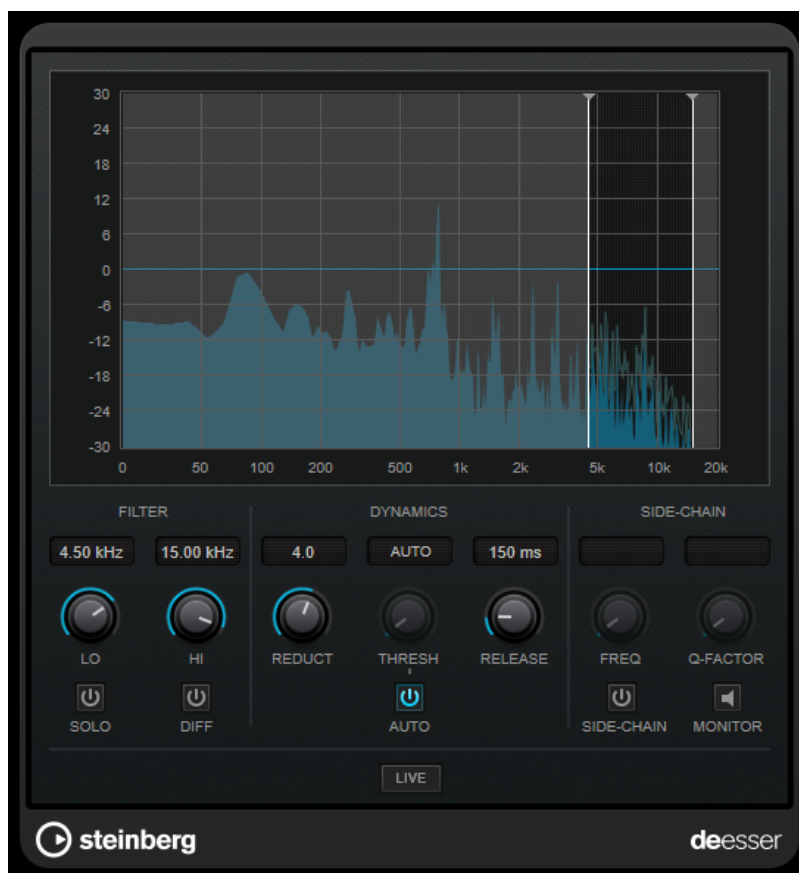 30
24
18
12
6
0
-6
-12
-18
-24
-30
0 50 100 200 500 1k 2k 5k 10k 20k
FILTER DYNAMICS SIDE-CHAIN
4.50 kHz 15.00 kHz 4.0 AUTO 150 ms
LO HI REDUCT THRESH RELEASE FREQ Q-FACTOR
SOLO DIFF AUTO SIDE-CHAIN MONITOR
LIVE
steinberg deesser